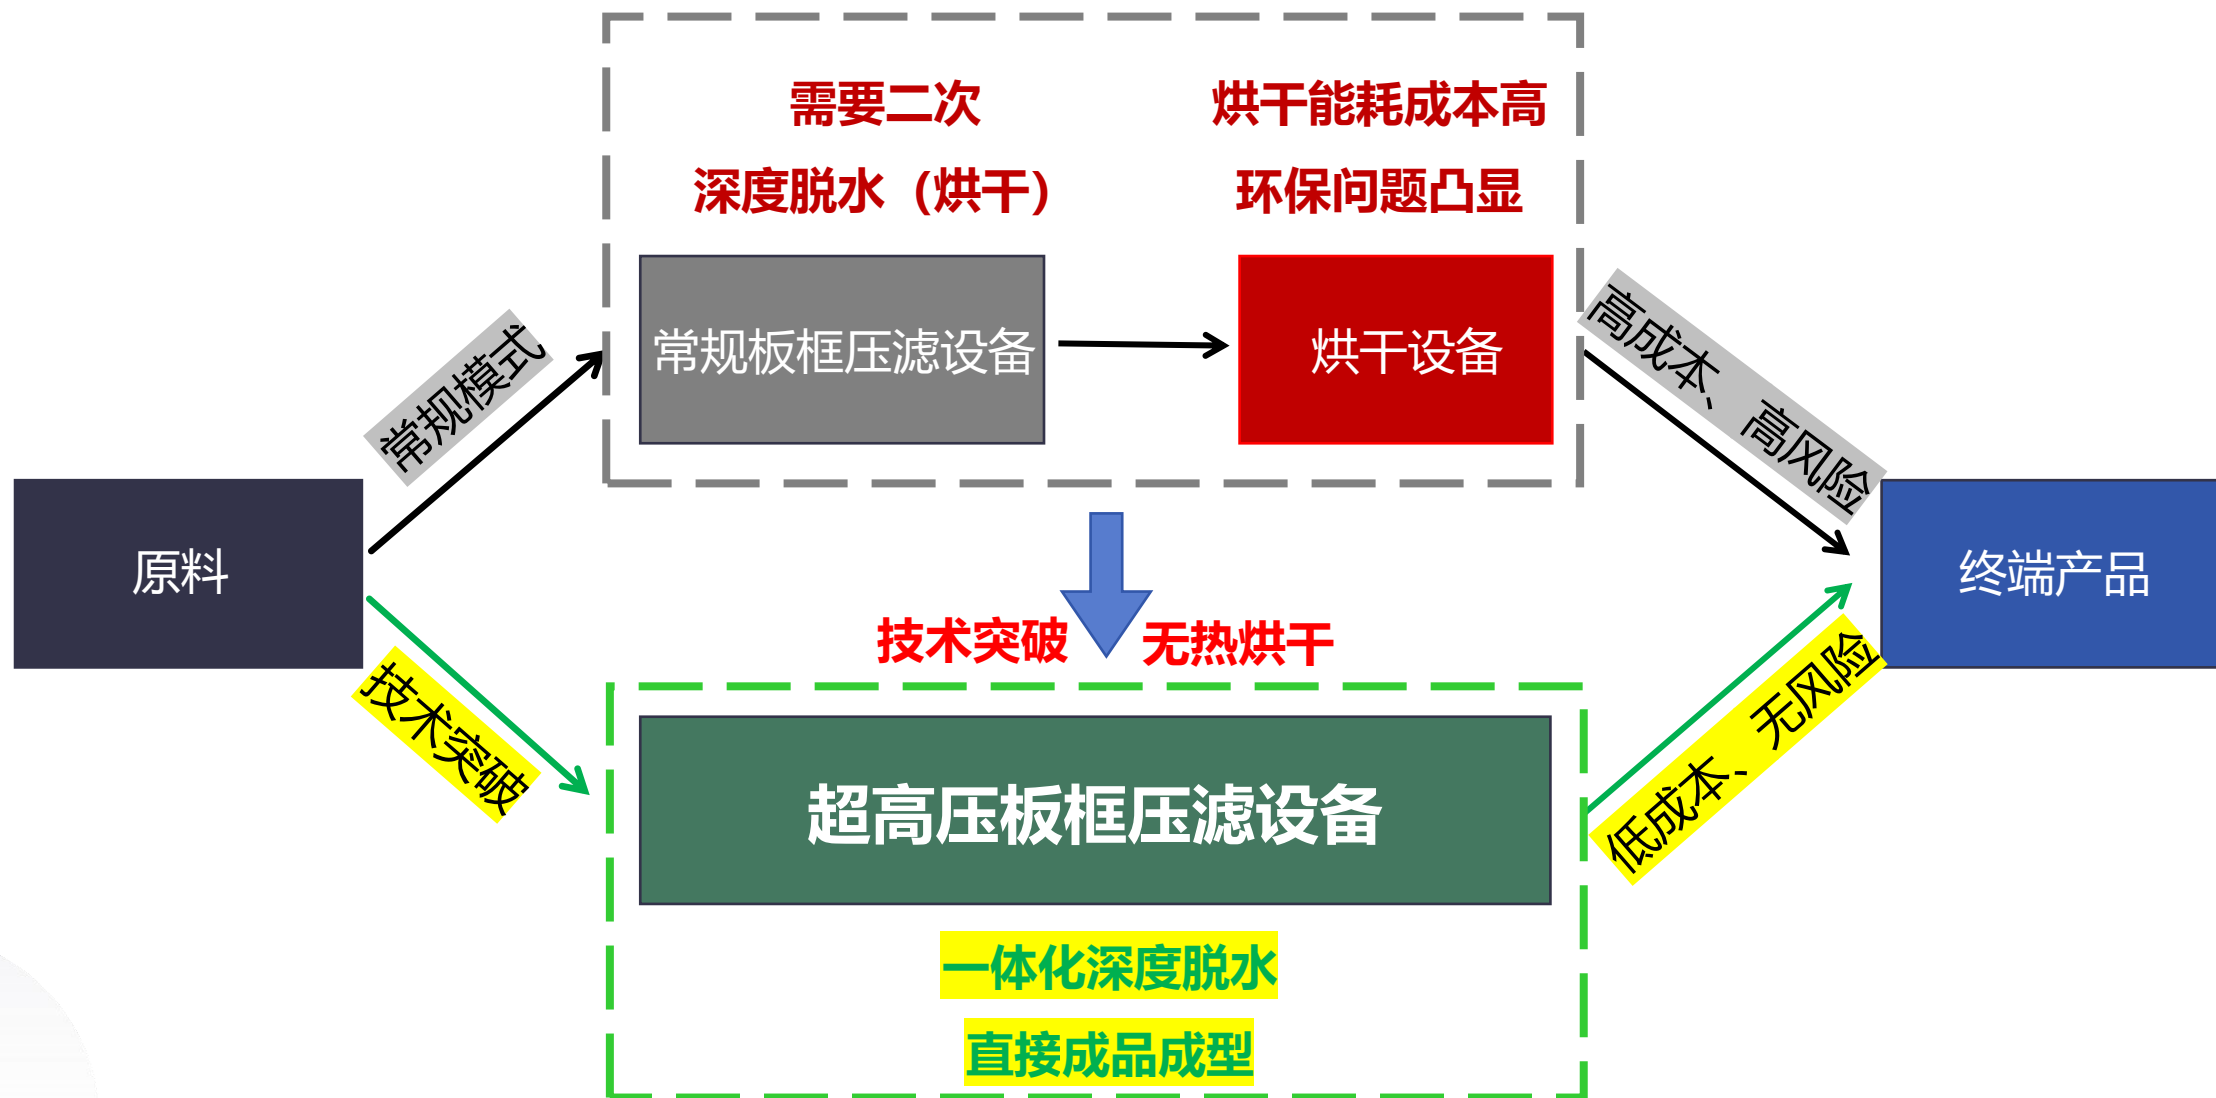 需要二次
深度脱水（烘干）
烘干能耗成本高
环保问题凸显
常规板框压滤设备
烘干设备
常规模式
高成本、高风险
原料
终端产品
技术突破
无热烘干
技术突破
低成本、无风险
超高压板框压滤设备
一体化深度脱水
直接成品成型